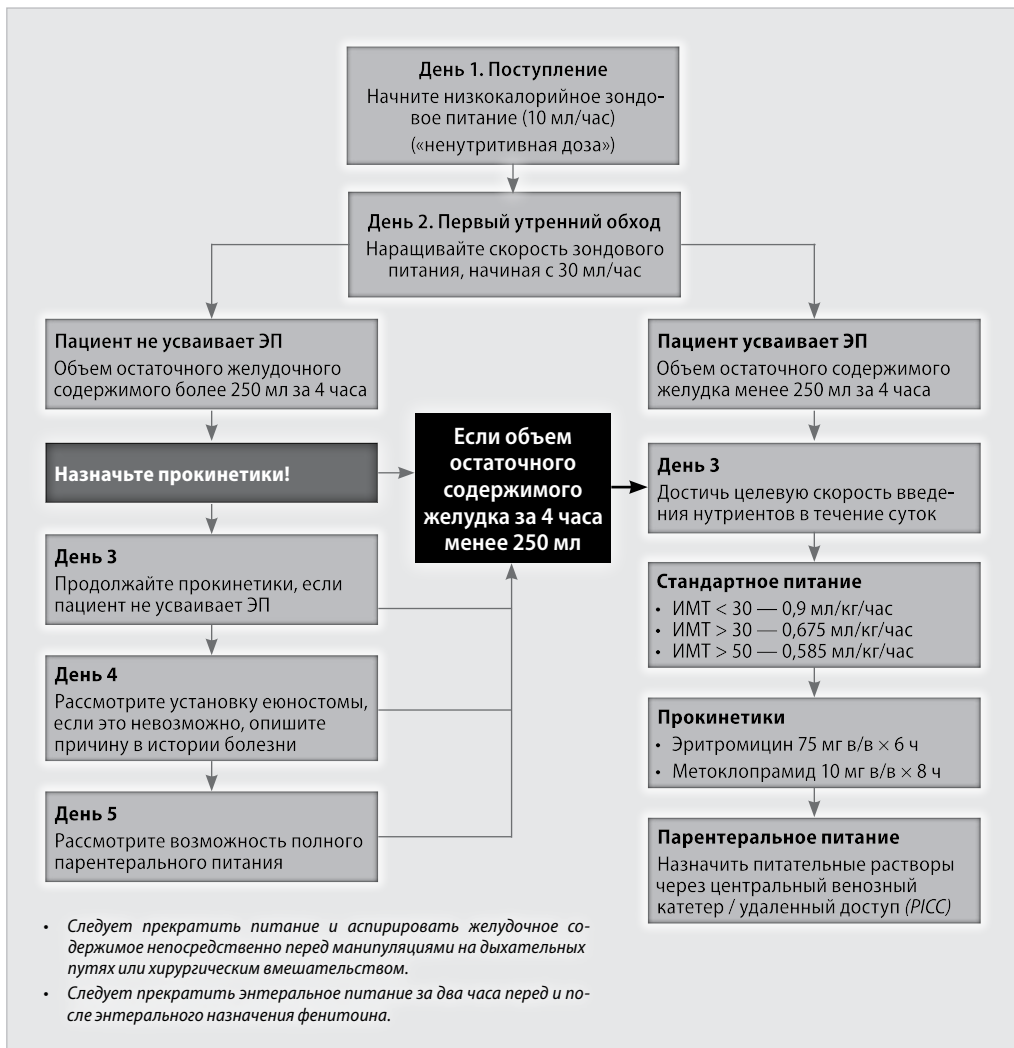 День 1. Поступление
Начните низкокалорийное зондо-
вое питание (10 мл/час)
(«ненутритивная доза»)
День 2. Первый утренний обход
Наращивайте скорость зондового
питания, начиная с 30 мл/час
Пациент не усваивает ЭП
Объем остаточного желудочного
содержимого более 250 мл за 4 часа
Назначьте прокинетики!
День 3
Продолжайте прокинетики, если
пациент не усваивает ЭП
День 4
Рассмотрите установку еюностомы,
если это невозможно, опишите
причину в истории болезни
День 5
Рассмотрите возможность полного
парентерального питания
Если объем
остаточного
содержимого
желудка за 4 часа
менее 250 мл
Пациент усваивает ЭП
Объем остаточного содержимого
желудка менее 250 мл за 4 часа
День 3
Достичь целевую скорость введе-
ния нутриентов в течение суток
Стандартное питание
• ИМТ < 30 — 0,9 мл/кг/час
• ИМТ > 30 — 0,675 мл/кг/час
• ИМТ > 50 — 0,585 мл/кг/час
Прокинетики
• Эритромицин 75 мг в/в × 6 ч
• Метоклопрамид 10 мг в/в × 8 ч
Парентеральное питание
Назначить питательные растворы
через центральный венозный
катетер / удаленный доступ (PICC)
• Следует прекратить питание и аспирировать желудочное со-
держимое непосредственно перед манипуляциями на дыхательных
путях или хирургическим вмешательством.
• Следует прекратить энтеральное питание за два часа перед и по-
сле энтерального назначения фенитоина.